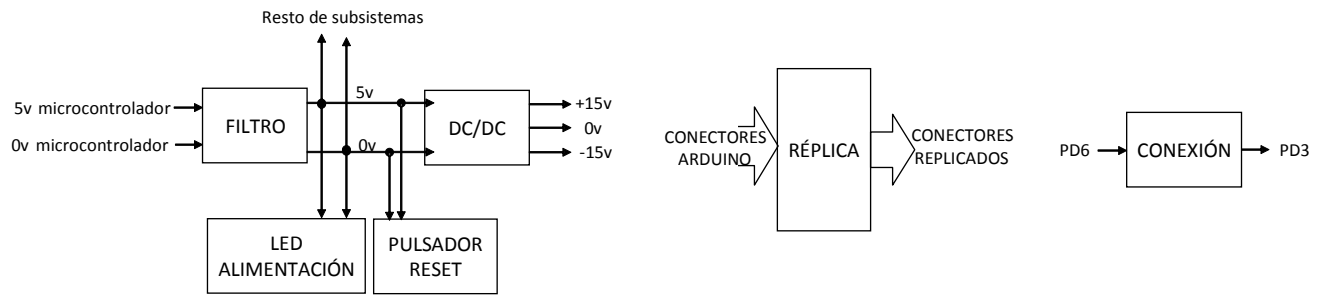 Resto de subsistemas
5v microcontrolador
0v microcontrolador
FILTRO
5v
0v
DC/DC
+15v
0v
-15v
LED
ALIMENTACIÓN
PULSADOR
RESET
CONECTORES
ARDUINO
RÉPLICA
CONECTORES
REPLICADOS
PD6
CONEXIÓN
PD3